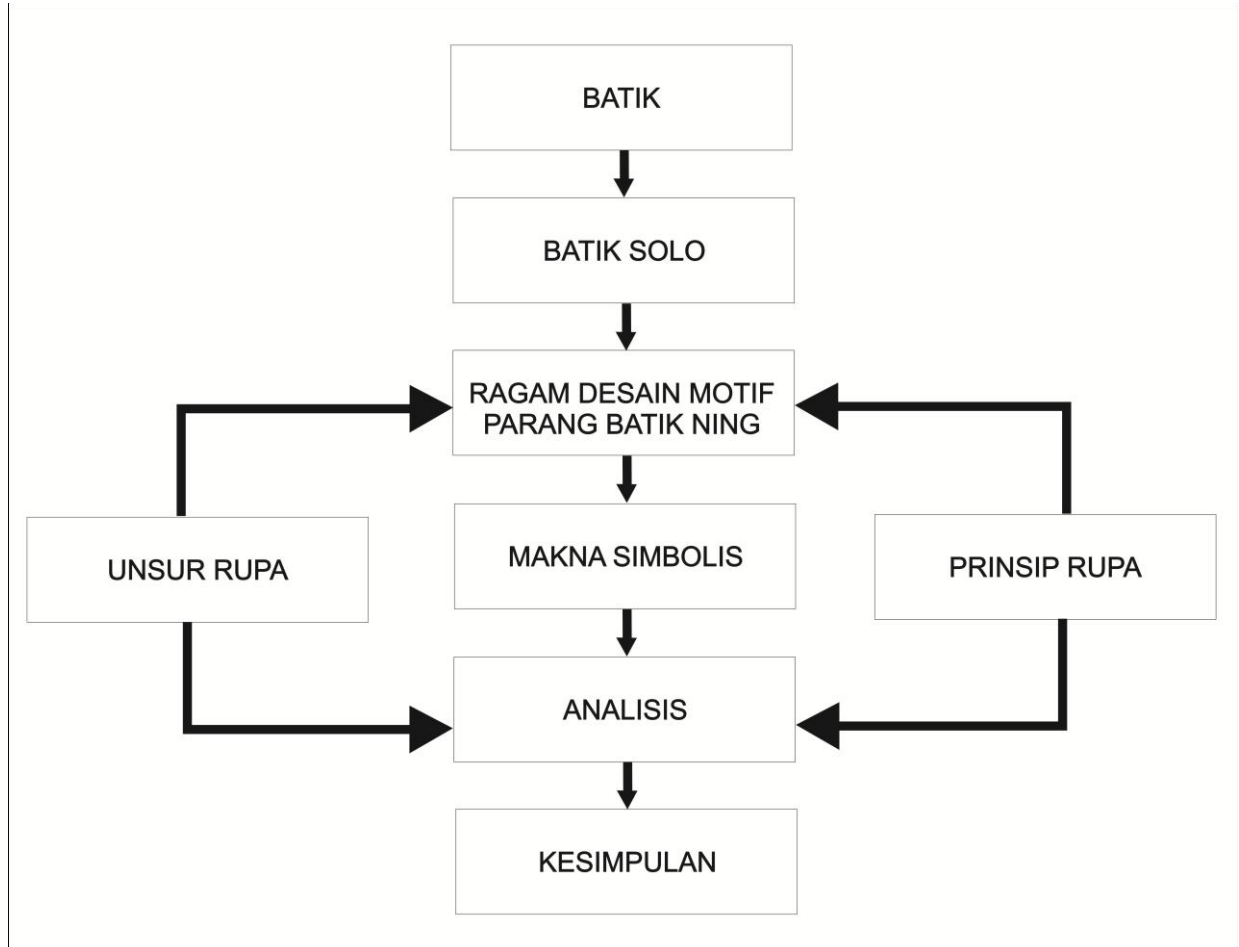 BATIK
BATIK SOLO
RAGAM DESAIN MOTIF
PARANG BATIK NING
UNSUR RUPA
MAKNA SIMBOLIS
PRINSIP RUPA
ANALISIS
KESIMPULAN